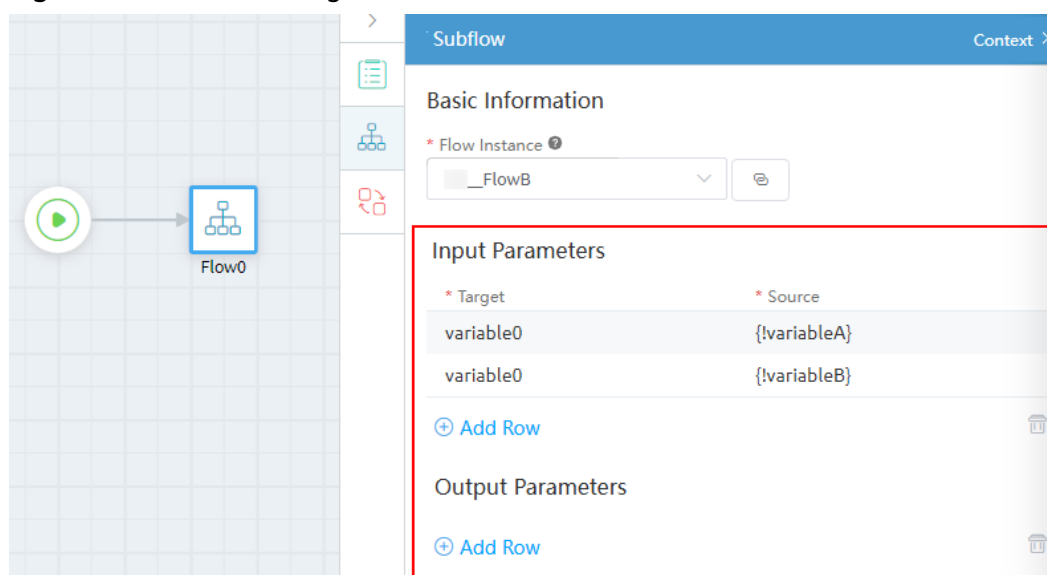 Subflow Context
Basic Information
* Flow Instance
__FlowB
Flow0
Input Parameters
* Target * Source
variable0 {!variableA}
variable0 {!variableB}
Add Row
Output Parameters
Add Row